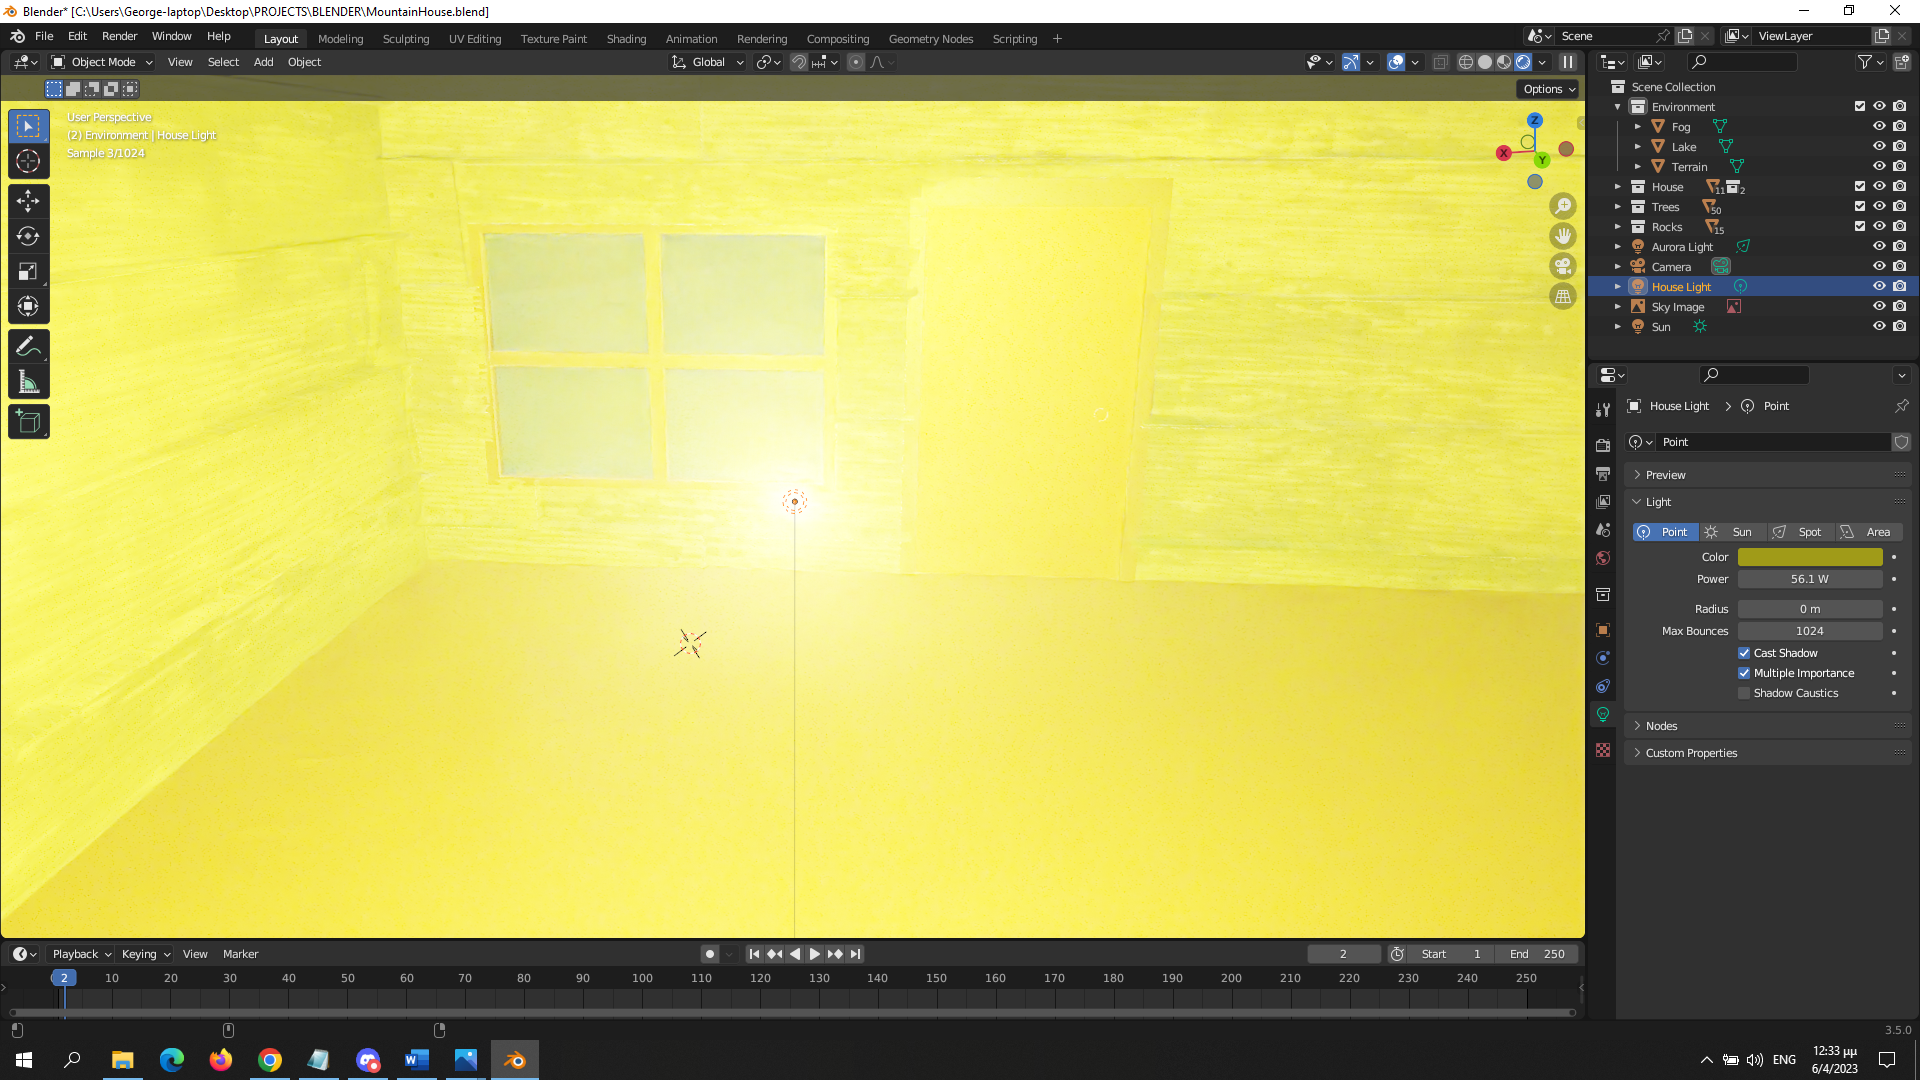 Blender* [C:\Users\George-laptop\Desktop\PROJECTS\BLENDER\MountainHouse.blend]
File Edit Render Window Help Layout Modeling Sculpting UV Editing Texture Paint Shading Animation Rendering Compositing Geometry Nodes Scripting + Scene ViewLayer
Object Mode View Select Add Object Global
Options
User Perspective
(2) Environment | House Light
Sample 3/1024
Z
X
Y
Scene Collection
Environment
Fog
Lake
Terrain
House 11 2
Trees 50
Rocks 15
Aurora Light
Camera
House Light
Sky Image
Sun
House Light > Point
Point
Preview
Light
Point Sun Spot Area
Color
Power 56.1 W
Radius 0 m
Max Bounces 1024
Cast Shadow
Multiple Importance
Shadow Caustics
Nodes
Custom Properties
Playback Keying View Marker 2 Start 1 End 250
2 10 20 30 40 50 60 70 80 90 100 110 120 130 140 150 160 170 180 190 200 210 220 230 240 250
3.5.0
ENG
12:33 μμ
6/4/2023